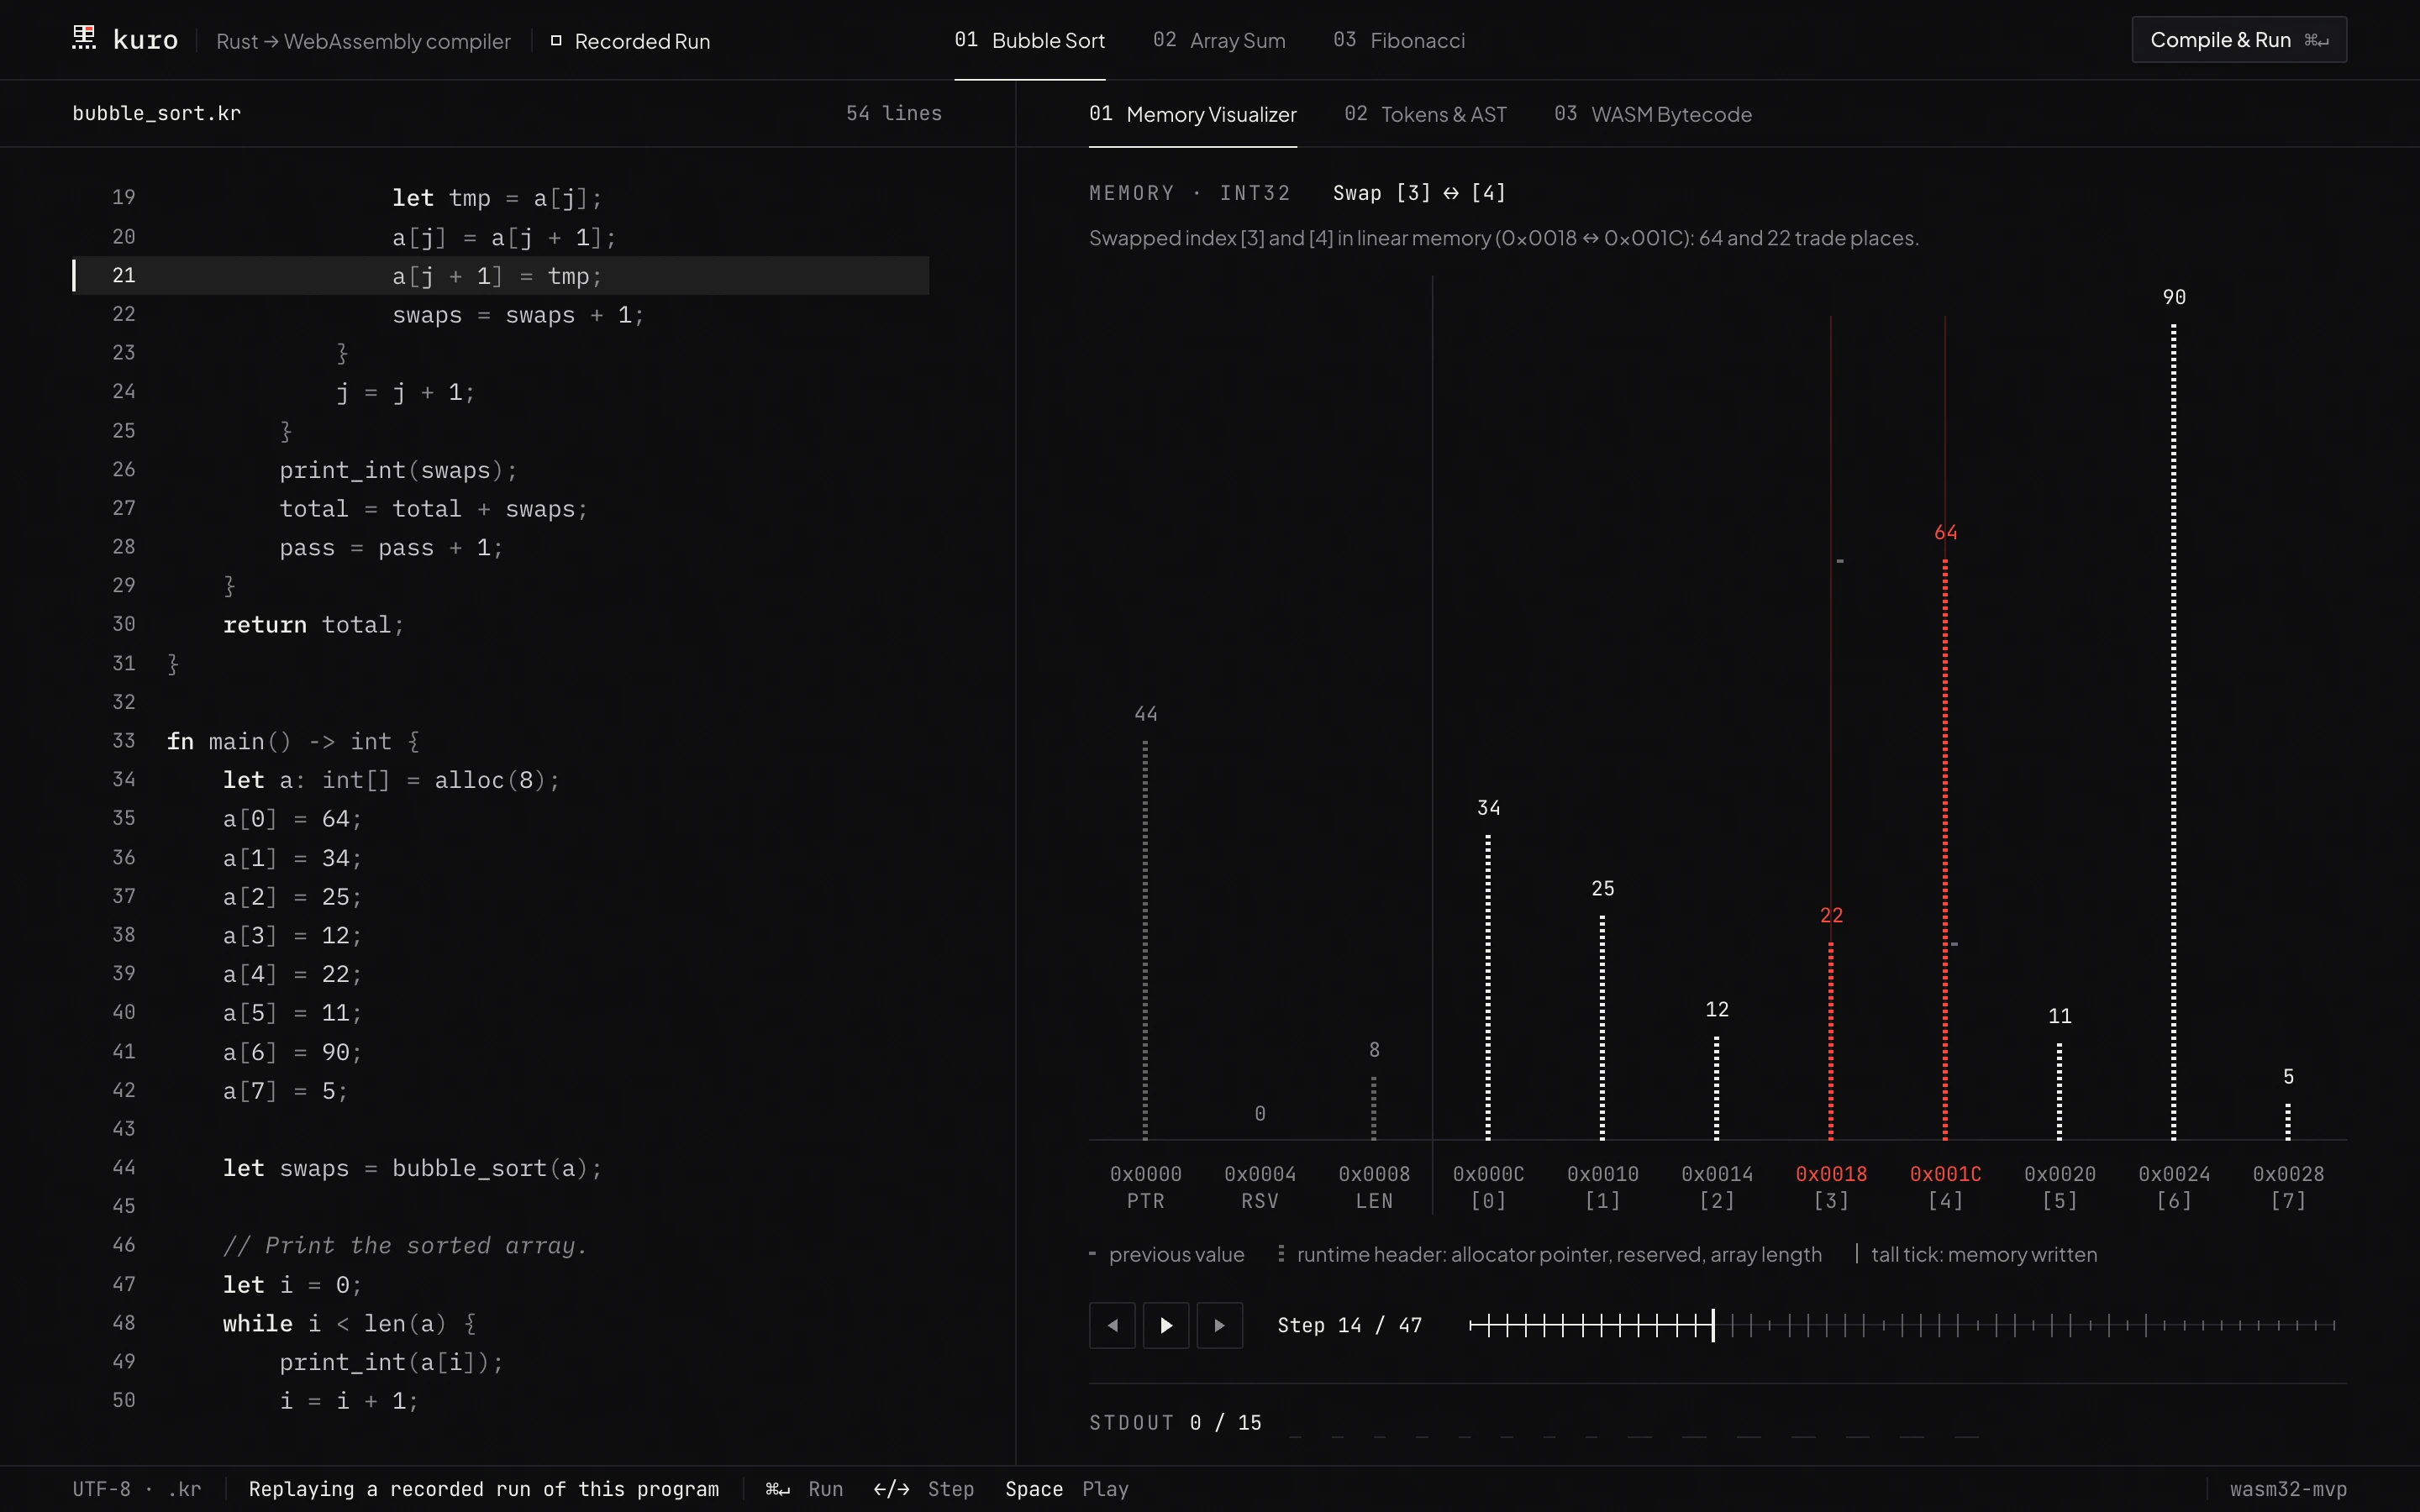 kuro Rust → WebAssembly compiler Recorded Run 01 Bubble Sort 02 Array Sum 03 Fibonacci Compile & Run ⌘↵
bubble_sort.kr 54 lines
19 let tmp = a[j];
20 a[j] = a[j + 1];
21 a[j + 1] = tmp;
22 swaps = swaps + 1;
23 }
24 j = j + 1;
25 }
26 print_int(swaps);
27 total = total + swaps;
28 pass = pass + 1;
29 }
30 return total;
31 }
32
33 fn main() -> int {
34 let a: int[] = alloc(8);
35 a[0] = 64;
36 a[1] = 34;
37 a[2] = 25;
38 a[3] = 12;
39 a[4] = 22;
40 a[5] = 11;
41 a[6] = 90;
42 a[7] = 5;
43
44 let swaps = bubble_sort(a);
45
46 // Print the sorted array.
47 let i = 0;
48 while i < len(a) {
49 print_int(a[i]);
50 i = i + 1;
01 Memory Visualizer 02 Tokens & AST 03 WASM Bytecode
MEMORY · INT32 Swap [3] ↔ [4]
Swapped index [3] and [4] in linear memory (0×0018 ↔ 0×001C): 64 and 22 trade places.
44 0 8 34 25 12 22 64 11 90 5
0x0000 0x0004 0x0008 0x000C 0x0010 0x0014 0x0018 0x001C 0x0020 0x0024 0x0028
PTR RSV LEN [0] [1] [2] [3] [4] [5] [6] [7]
previous value runtime header: allocator pointer, reserved, array length tall tick: memory written
Step 14 / 47
STDOUT 0 / 15
UTF-8 · .kr Replaying a recorded run of this program ⌘↵ Run ←/→ Step Space Play wasm32-mvp